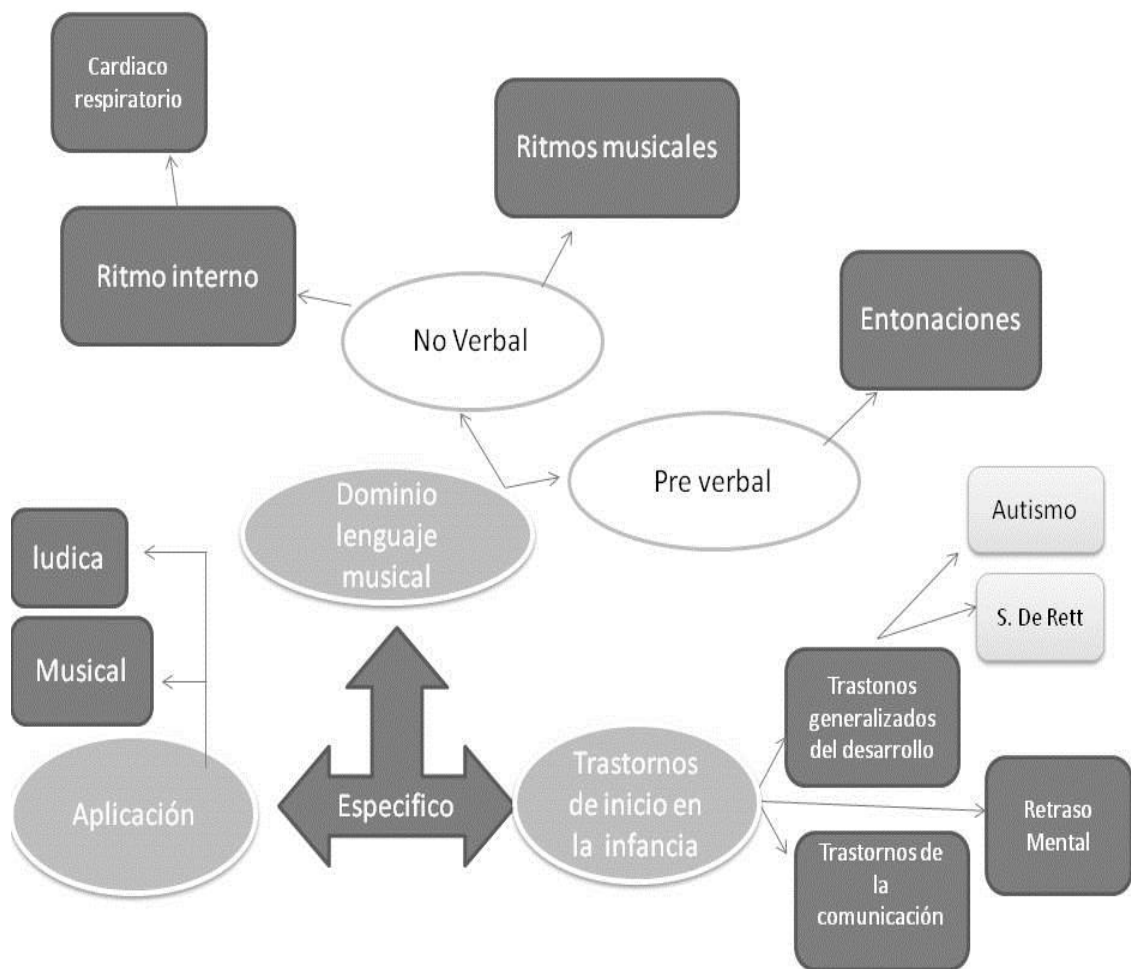 Cardiaco
respiratorio
Ritmos musicales
Ritmo interno
No Verbal
Entonaciones
Pre verbal
Dominio
lenguaje
musical
Autismo
S. De Rett
ludica
Musical
Trastonos
generalizados
del desarrollo
Aplicación
Especifico
Trastornos
de inicio en
la infancia
Retraso
Mental
Trastornos de
la
comunicación